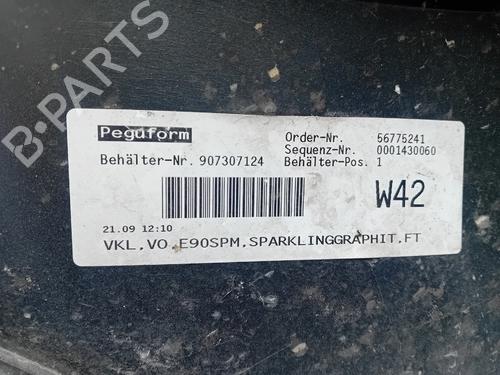 Peguform
Order-Nr. 56775241
Sequenz-Nr. 0001430060
Behälter-Nr. 907307124 Behälter-Pos. 1
W42
21.09 12:10
VKL,VO,E90SPM,SPARKLINGGRAPHIT,FT
B-PARTS